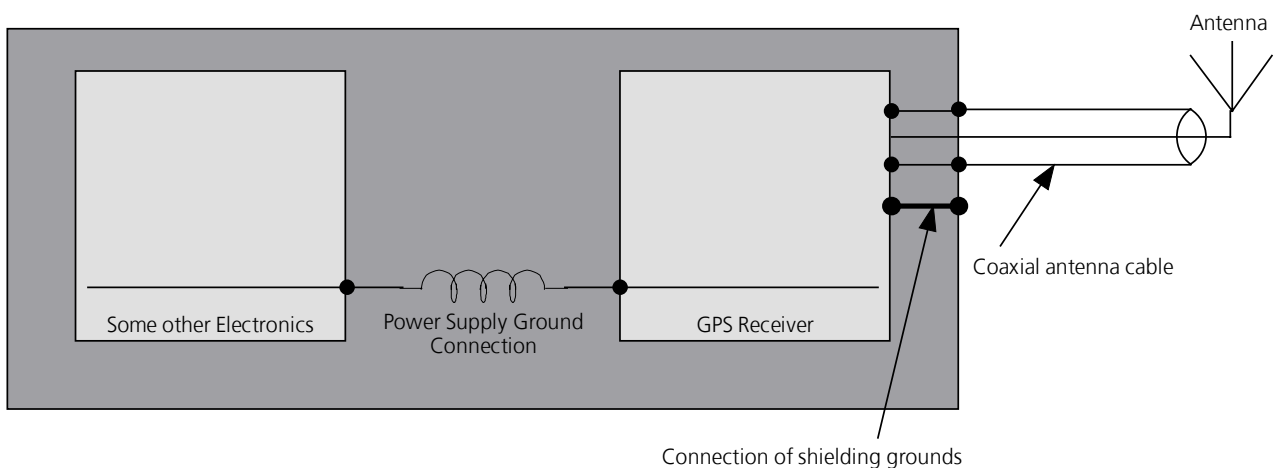 Antenna
Coaxial antenna cable
Some other Electronics
Power Supply Ground
Connection
GPS Receiver
Connection of shielding grounds